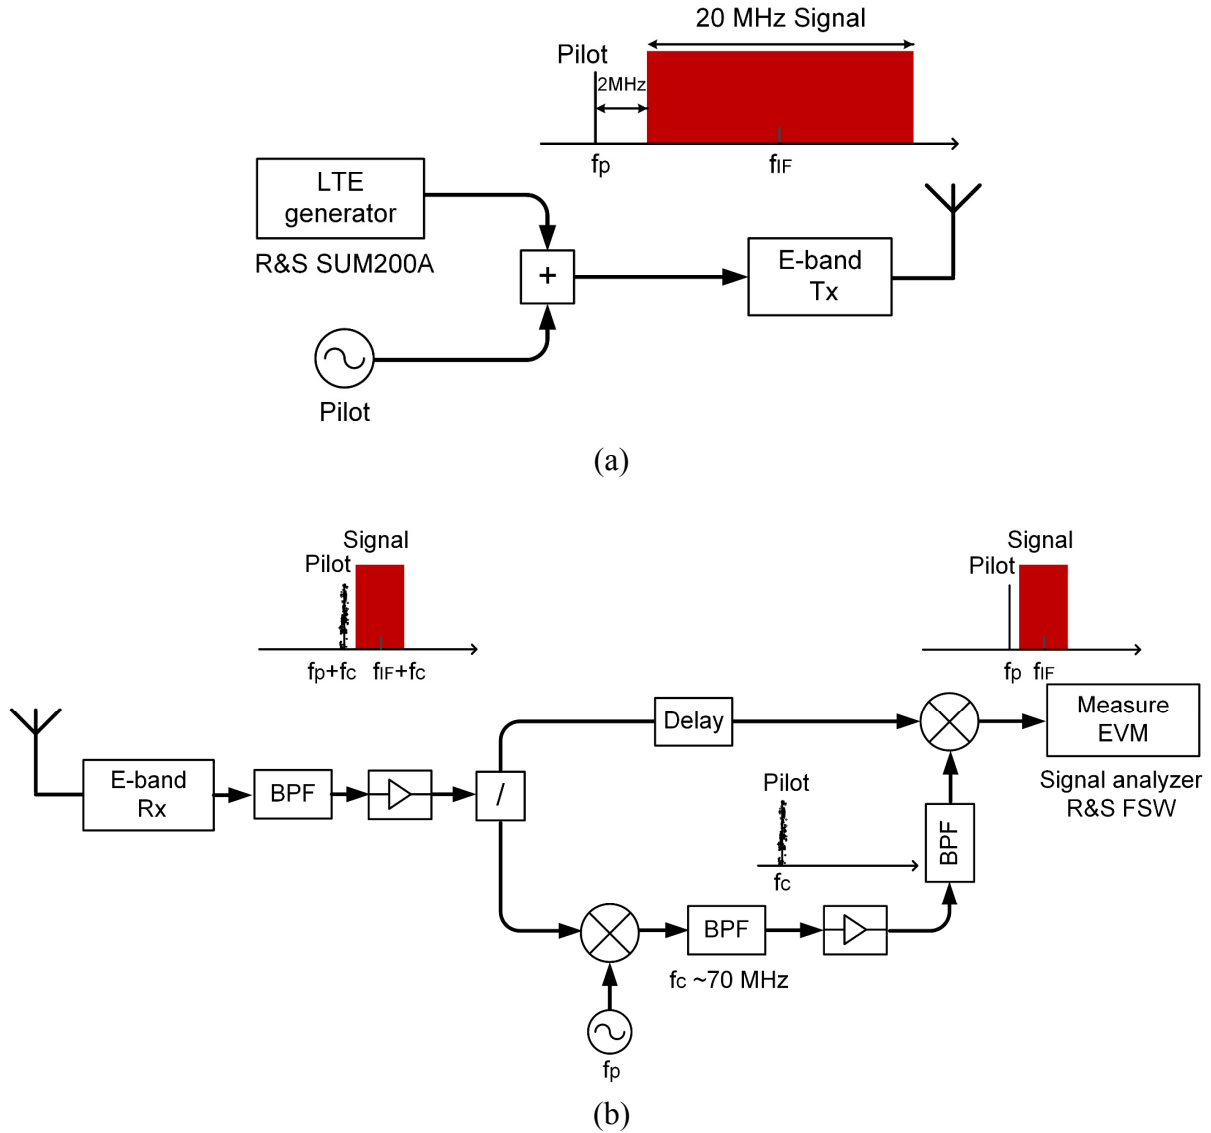 20 MHz Signal
Pilot
2MHz
fp
fIF
LTE
generator
R&S SUM200A
+
E-band
Tx
Pilot
(a)
Signal
Pilot
fp+fc
fIF+fc
Signal
Pilot
fp
fIF
E-band
Rx
BPF
/
Delay
Measure
EVM
Signal analyzer
R&S FSW
Pilot
fc
BPF
BPF
fc ~70 MHz
fp
(b)